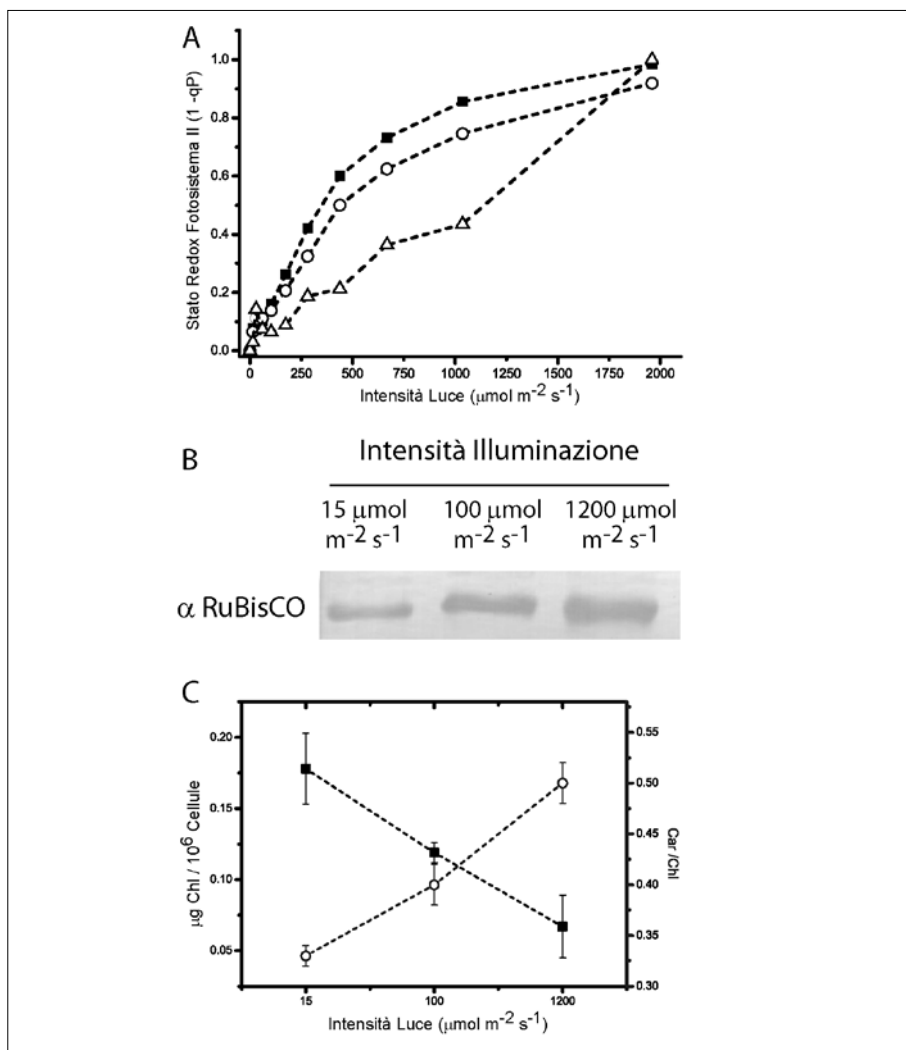 A
Stato Redox Fotosistema II (1 -qP)
1.0
0.8
0.6
0.4
0.2
0.0
0 250 500 750 1000 1250 1500 1750 2000
Intensità Luce (μmol m⁻² s⁻¹)
B
Intensità Illuminazione
15 μmol 100 μmol 1200 μmol
m⁻² s⁻¹ m⁻² s⁻¹ m⁻² s⁻¹
α RuBisCO
C
μg Chl / 10⁶ Cellule
0.20
0.15
0.10
0.05
0.55
0.50
0.45
0.40
0.35
0.30
Car /Chl
15 100 1200
Intensità Luce (μmol m⁻² s⁻¹)